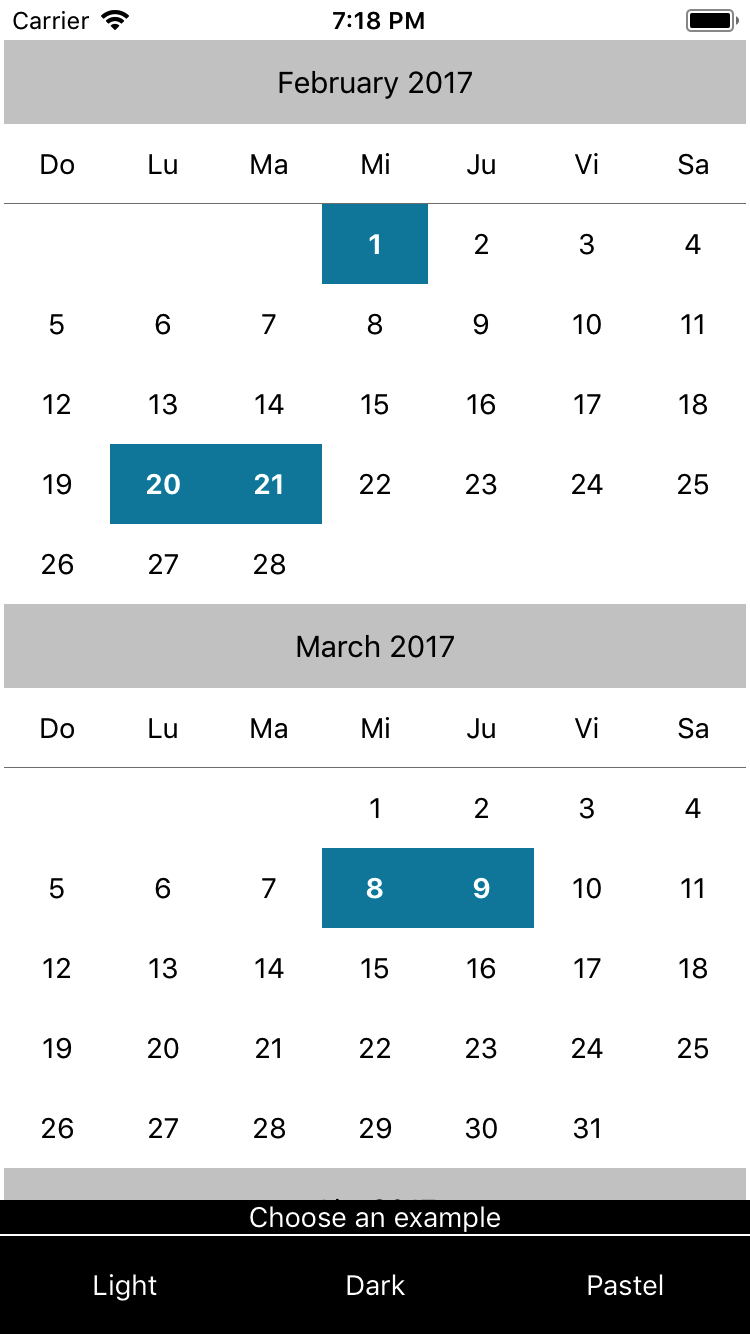 Carrier 7:18 PM
February 2017
Do Lu Ma Mi Ju Vi Sa
1 2 3 4
5 6 7 8 9 10 11
12 13 14 15 16 17 18
19 20 21 22 23 24 25
26 27 28
March 2017
Do Lu Ma Mi Ju Vi Sa
1 2 3 4
5 6 7 8 9 10 11
12 13 14 15 16 17 18
19 20 21 22 23 24 25
26 27 28 29 30 31
Choose an example
Light Dark Pastel